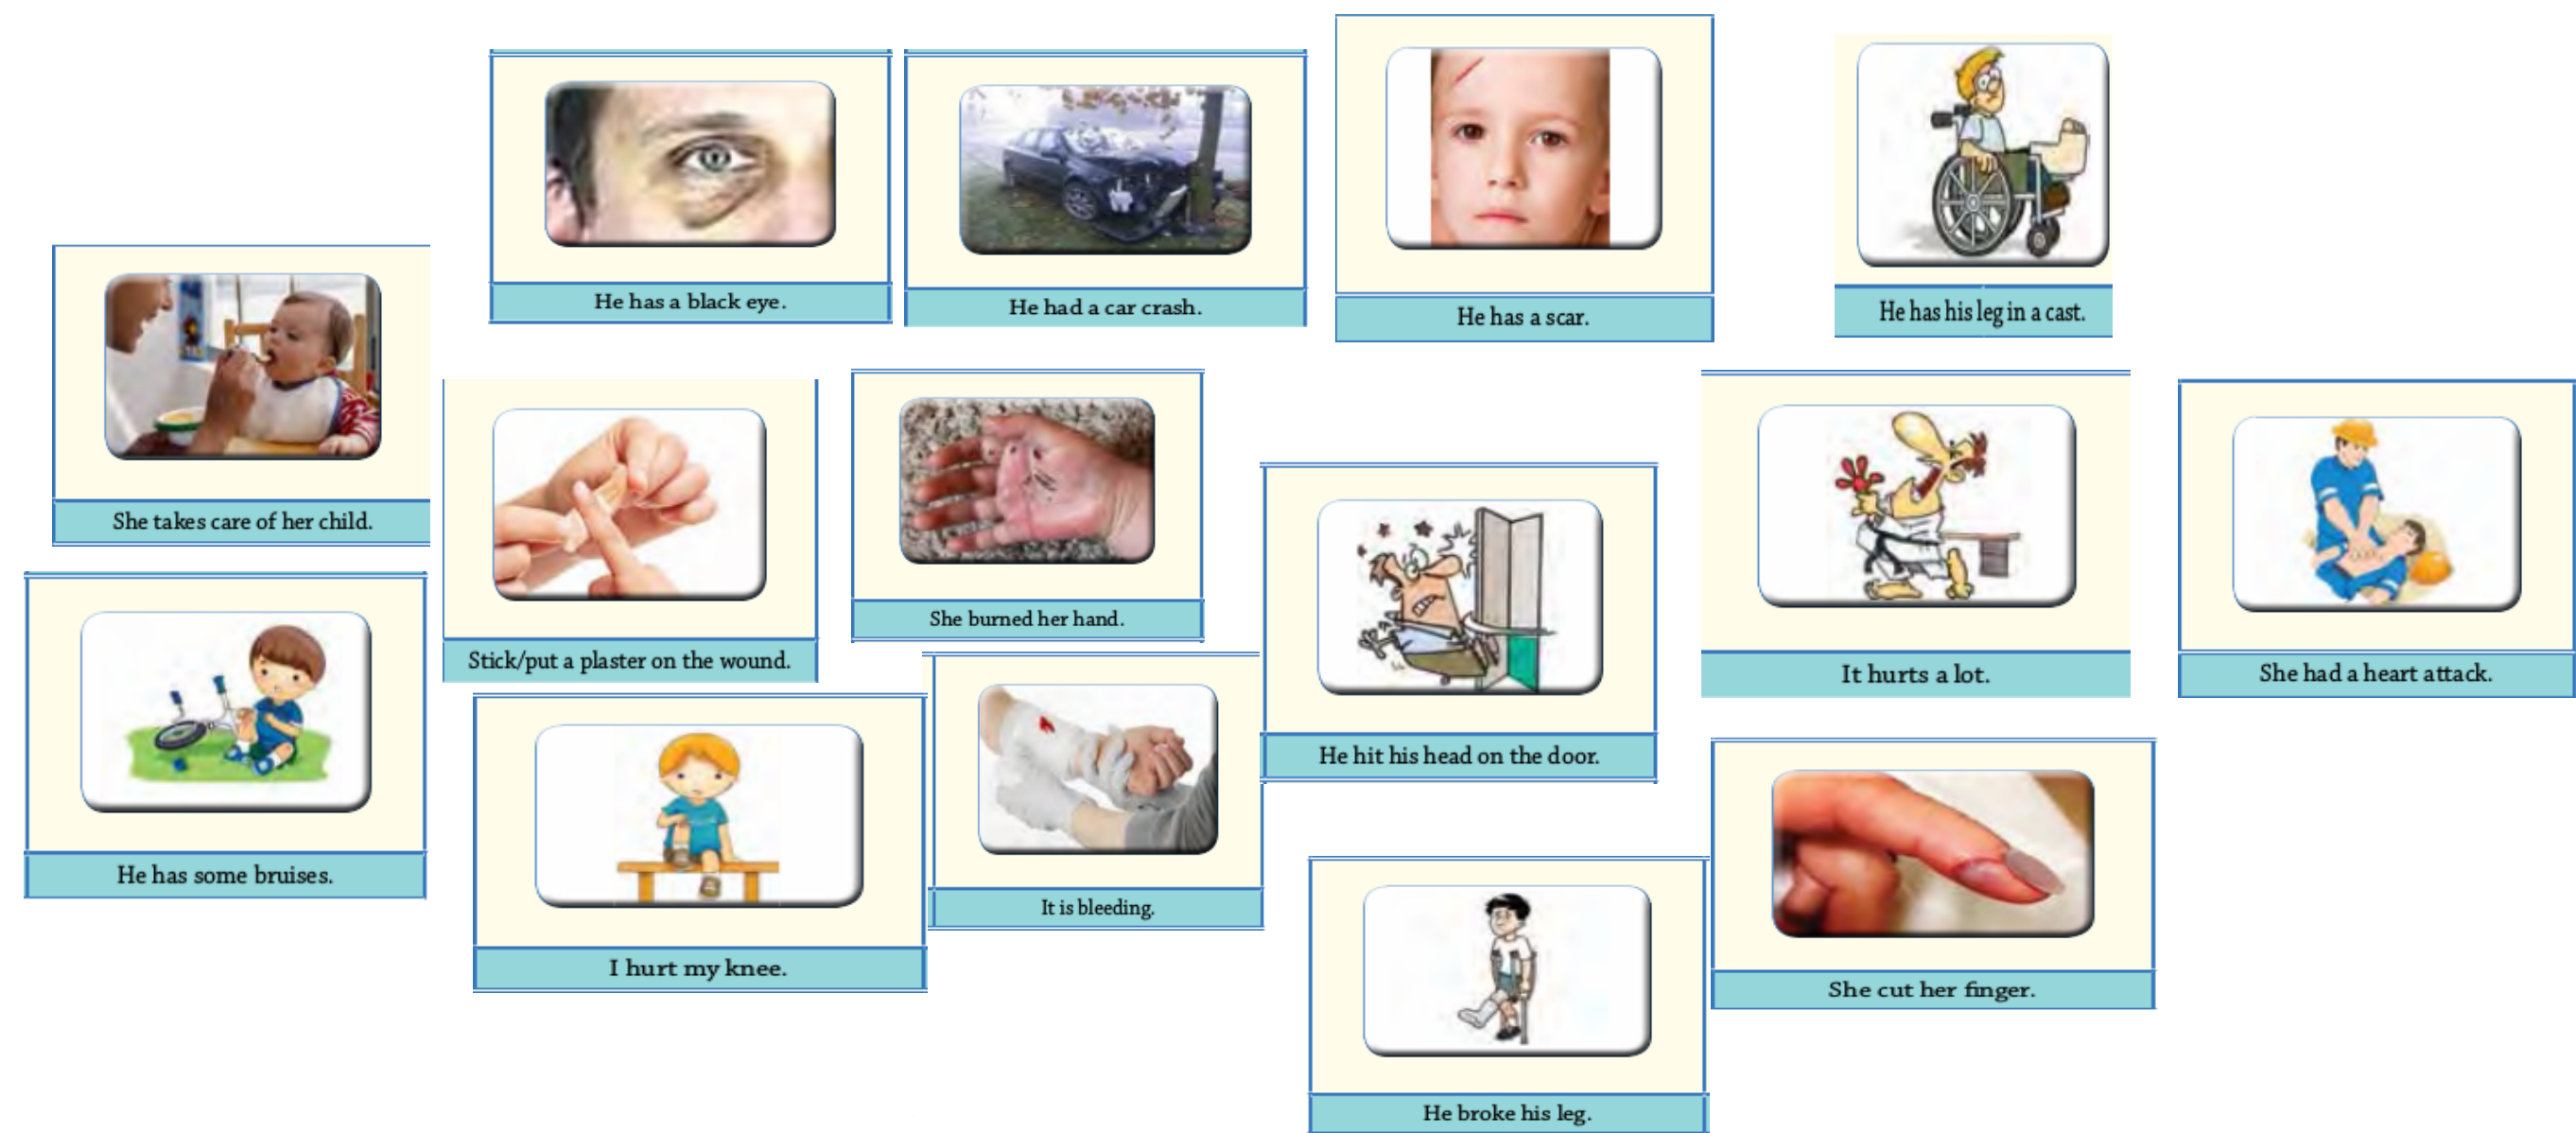 He has a black eye.
He had a car crash.
He has a scar.
He has his leg in a cast.
She takes care of her child.
Stick/put a plaster on the wound.
She burned her hand.
He hit his head on the door.
It hurts a lot.
She had a heart attack.
He has some bruises.
I hurt my knee.
It is bleeding.
She cut her finger.
He broke his leg.